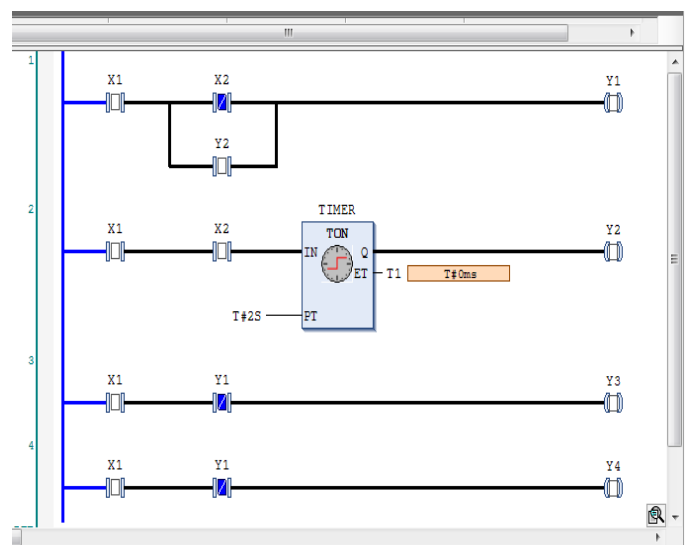 1
X1 X2 Y1
Y2
2
TIMER
X1 X2 TON Y2
IN Q
ET T1 T#0ms
T#2S PT
3
X1 Y1 Y3
4
X1 Y1 Y4